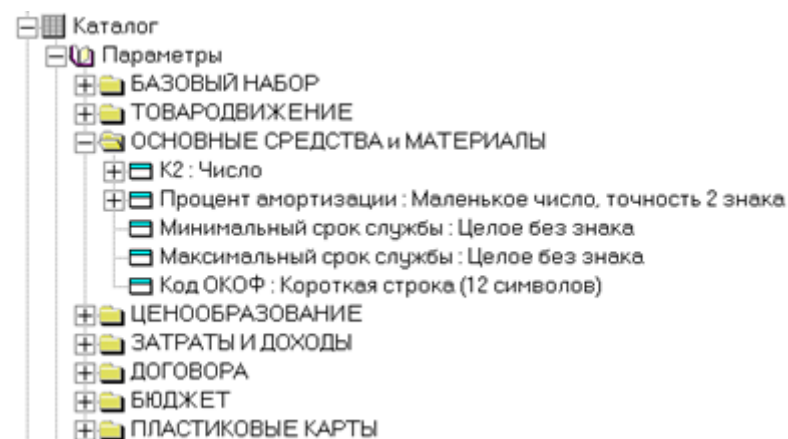 Каталог
Параметры
БАЗОВЫЙ НАБОР
ТОВАРОДВИЖЕНИЕ
ОСНОВНЫЕ СРЕДСТВА и МАТЕРИАЛЫ
К2 : Число
Процент амортизации : Маленькое число, точность 2 знака
Минимальный срок службы : Целое без знака
Максимальный срок службы : Целое без знака
Код ОКОФ : Короткая строка (12 символов)
ЦЕНООБРАЗОВАНИЕ
ЗАТРАТЫ И ДОХОДЫ
ДОГОВОРА
БЮДЖЕТ
ПЛАСТИКОВЫЕ КАРТЫ